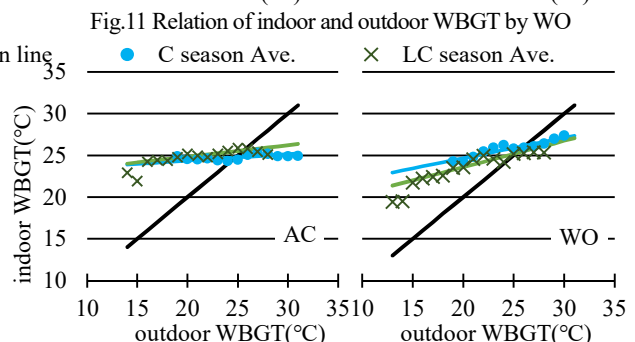 Fig.11 Relation of indoor and outdoor WBGT by WO
n line
C season Ave.
LC season Ave.
indoor WBGT(℃)
35
30
25
20
15
10
AC
10 15 20 25 30 35
outdoor WBGT(℃)
WO
10 15 20 25 30 35
outdoor WBGT(℃)